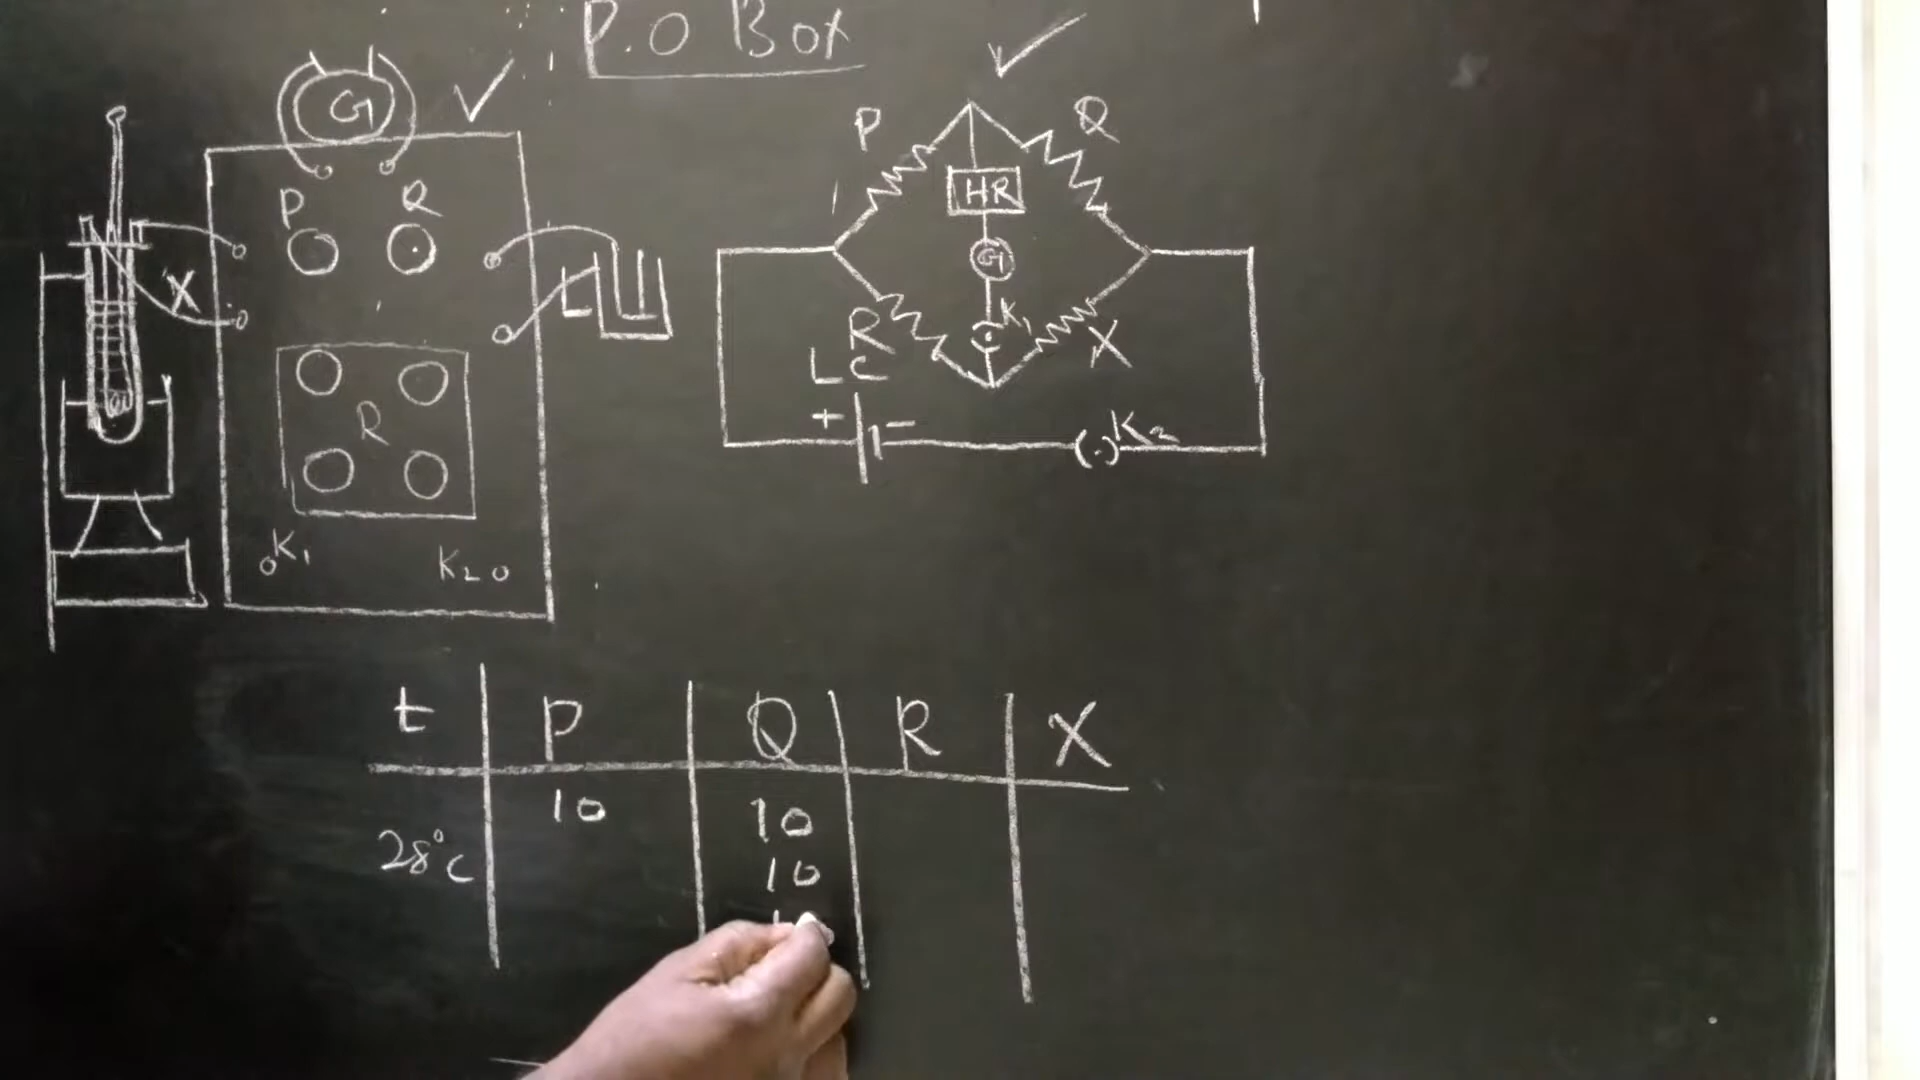 P.O Box
G
P Q
X
R
K₁ K₂
P Q
HR
G
K₁
R X
LC
+ -
K₂
t P Q R X
10 10
28°C 10